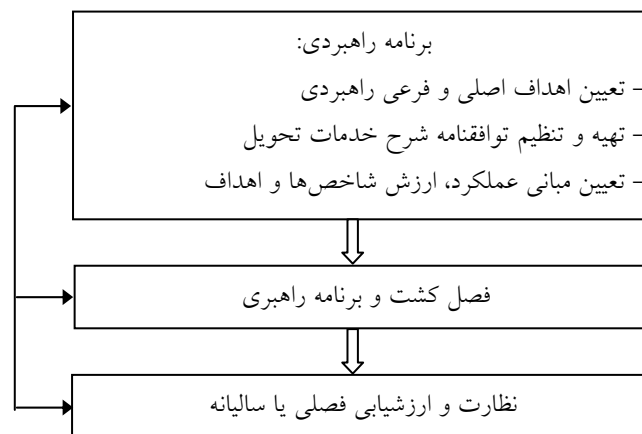 برنامه راهبردی:
- تعیین اهداف اصلی و فرعی راهبردی
- تهیه و تنظیم توافقنامه شرح خدمات تحویل
- تعیین مبانی عملکرد، ارزش شاخص‌ها و اهداف
فصل کشت و برنامه راهبری
نظارت و ارزشیابی فصلی یا سالیانه